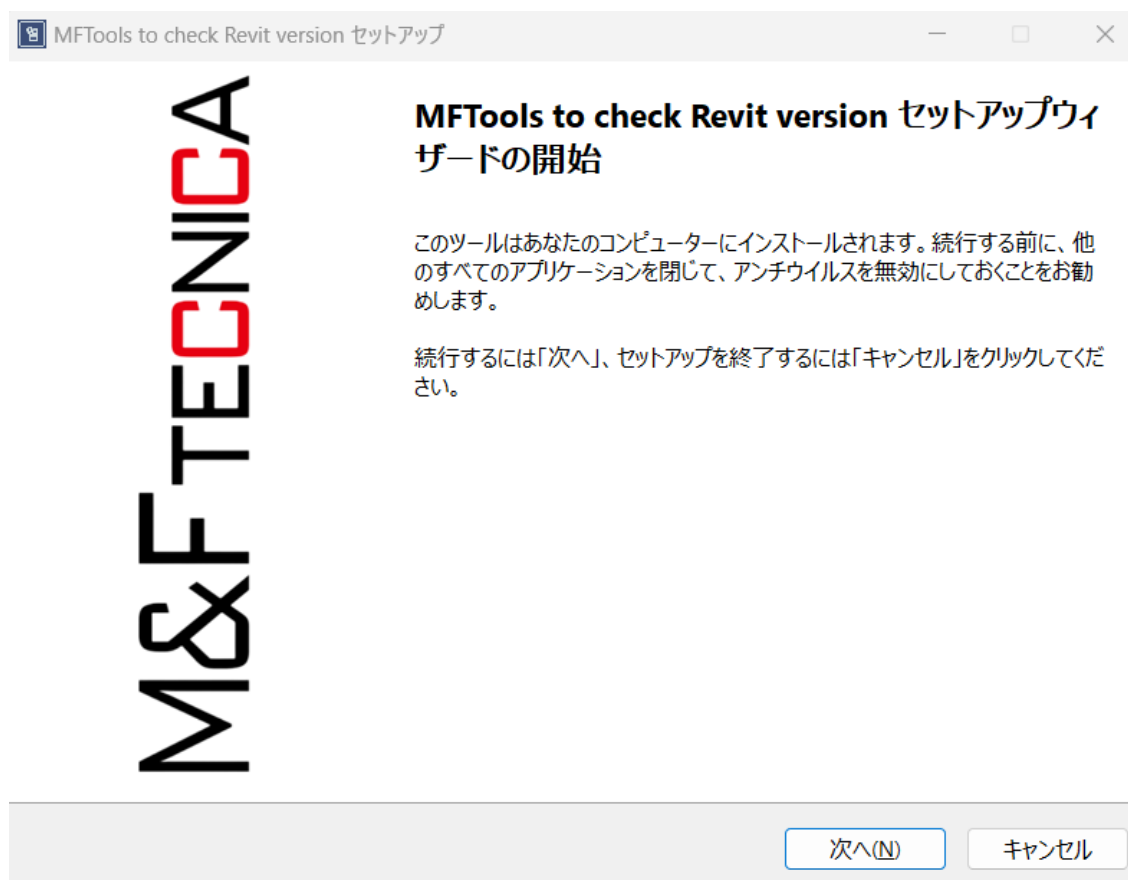 MFTools to check Revit version セットアップ
M&F TECNICA
MFTools to check Revit version セットアップウィ
ザードの開始
このツールはあなたのコンピューターにインストールされます。続行する前に、他
のすべてのアプリケーションを閉じて、アンチウイルスを無効にしておくことをお勧
めします。
続行するには「次へ」、セットアップを終了するには「キャンセル」をクリックしてくだ
さい。
次へ(N)
キャンセル